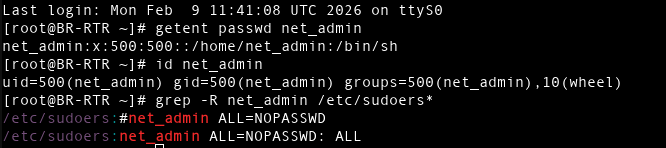 Last login: Mon Feb  9 11:41:08 UTC 2026 on ttyS0
[root@BR-RTR ~]# getent passwd net_admin
net_admin:x:500:500::/home/net_admin:/bin/sh
[root@BR-RTR ~]# id net_admin
uid=500(net_admin) gid=500(net_admin) groups=500(net_admin),10(wheel)
[root@BR-RTR ~]# grep -R net_admin /etc/sudoers*
/etc/sudoers:#net_admin ALL=NOPASSWD
/etc/sudoers:net_admin ALL=NOPASSWD: ALL